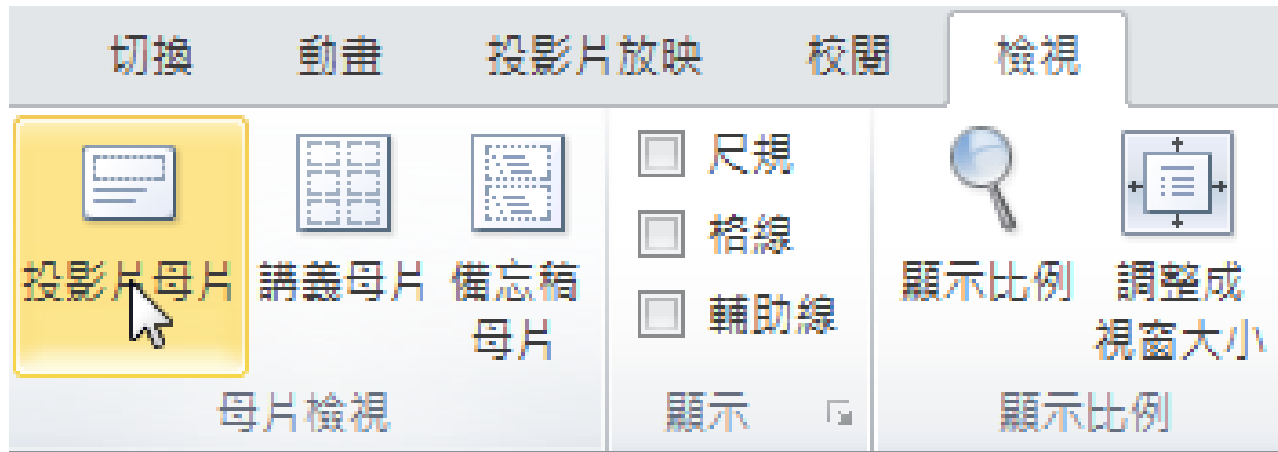 切換 動畫 投影片放映 校閱 檢視
投影片母片 講義母片 備忘稿
母片
尺規
格線
輔助線
顯示比例 調整成
視窗大小
母片檢視 顯示 顯示比例